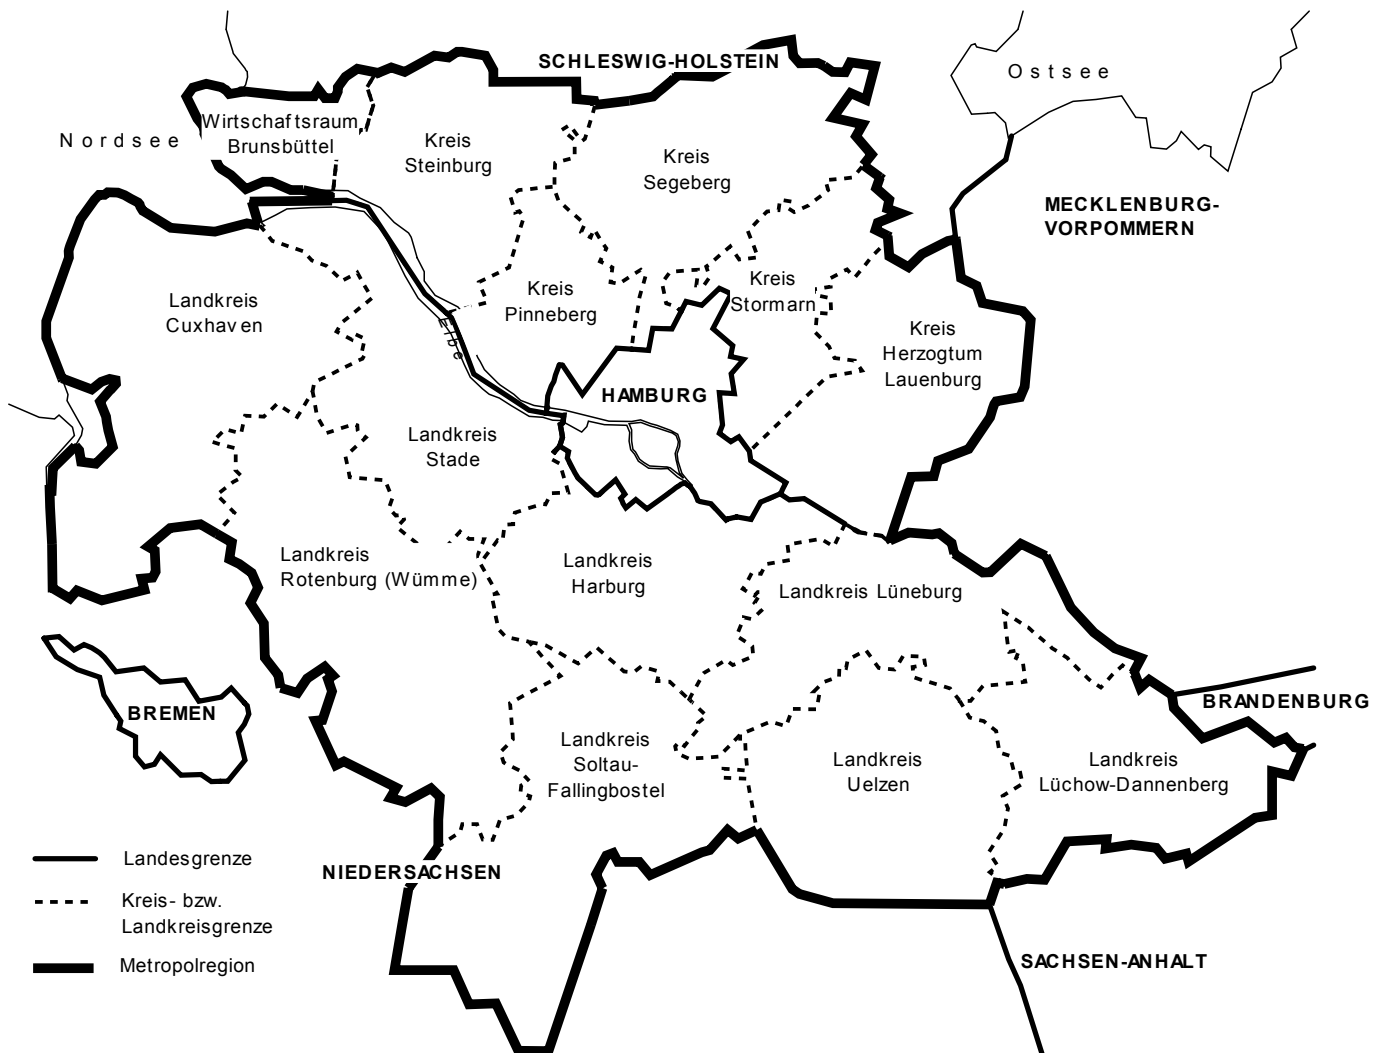 SCHLESWIG-HOLSTEIN
Ostsee
Nordsee
Wirtschaftsraum
Brunsbüttel
Kreis
Steinburg
Kreis
Segeberg
MECKLENBURG-
VORPOMMERN
Landkreis
Cuxhaven
Kreis
Pinneberg
Kreis
Stormarn
Kreis
Herzogtum
Lauenburg
Elbe
HAMBURG
Landkreis
Stade
Landkreis
Rotenburg (Wümme)
Landkreis
Harburg
Landkreis Lüneburg
BREMEN
BRANDENBURG
Landkreis
Soltau-
Fallingbostel
Landkreis
Uelzen
Landkreis
Lüchow-Dannenberg
NIEDERSACHSEN
SACHSEN-ANHALT
Landesgrenze
Kreis- bzw.
Landkreisgrenze
Metropolregion